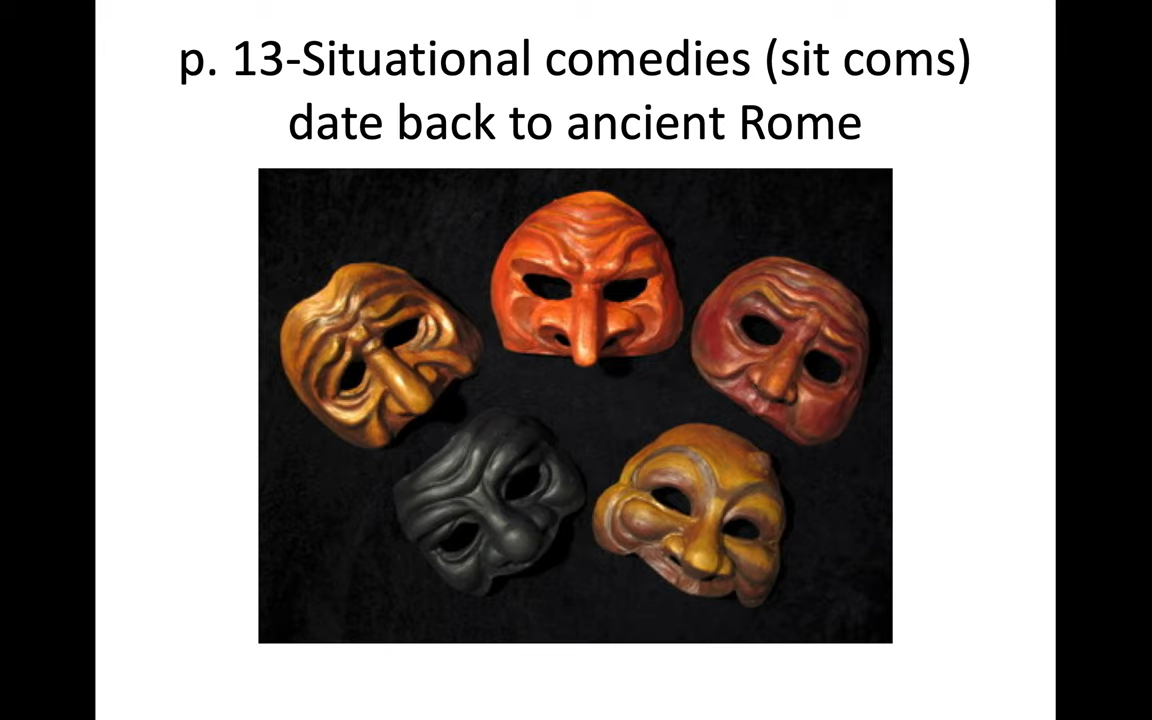 p. 13-Situational comedies (sit coms)
date back to ancient Rome